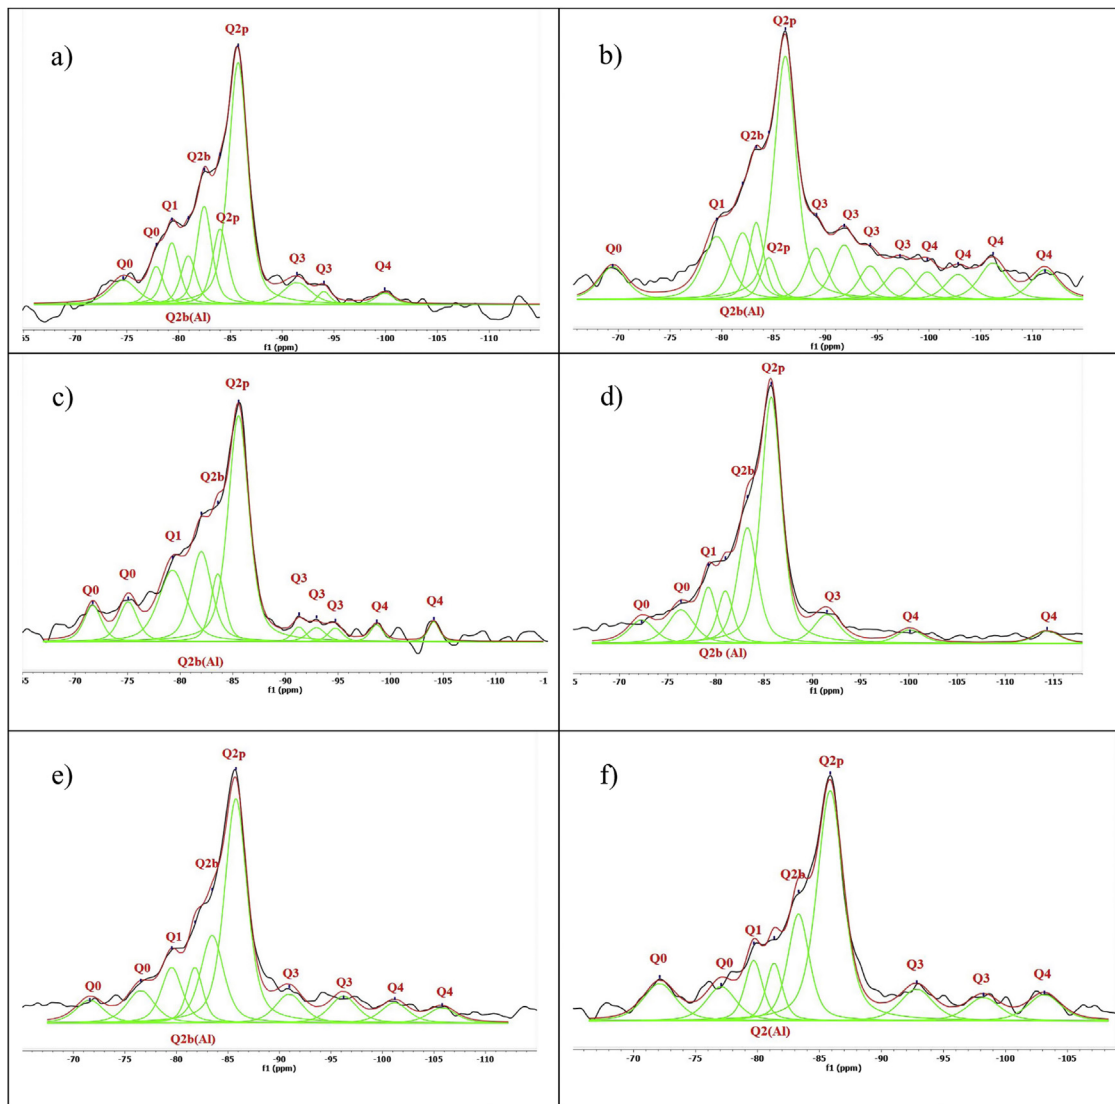 a)
Q2p
Q2b
Q1
Q0
Q2p
Q0
Q3
Q3
Q4
Q2b(Al)
65 -70 -75 -80 -85 -90 -95 -100 -105 -110
f1 (ppm)
b)
Q2p
Q2b
Q1
Q3
Q3
Q0
Q2p
Q3
Q3
Q4
Q4
Q4
Q4
Q2b(Al)
-70 -75 -80 -85 -90 -95 -100 -105 -110
f1 (ppm)
c)
Q2p
Q2b
Q1
Q0
Q0
Q3
Q3
Q3
Q4
Q4
Q2b(Al)
65 -70 -75 -80 -85 -90 -95 -100 -105 -110 -1
f1 (ppm)
d)
Q2p
Q2b
Q1
Q0
Q0
Q3
Q4
Q4
Q2b (Al)
5 -70 -75 -80 -85 -90 -95 -100 -105 -110 -115
f1 (ppm)
e)
Q2p
Q2b
Q1
Q0
Q0
Q3
Q3
Q4
Q4
Q2b(Al)
-70 -75 -80 -85 -90 -95 -100 -105 -110
f1 (ppm)
f)
Q2p
Q2b
Q1
Q0
Q0
Q3
Q3
Q4
Q2(Al)
-70 -75 -80 -85 -90 -95 -100 -105
f1 (ppm)